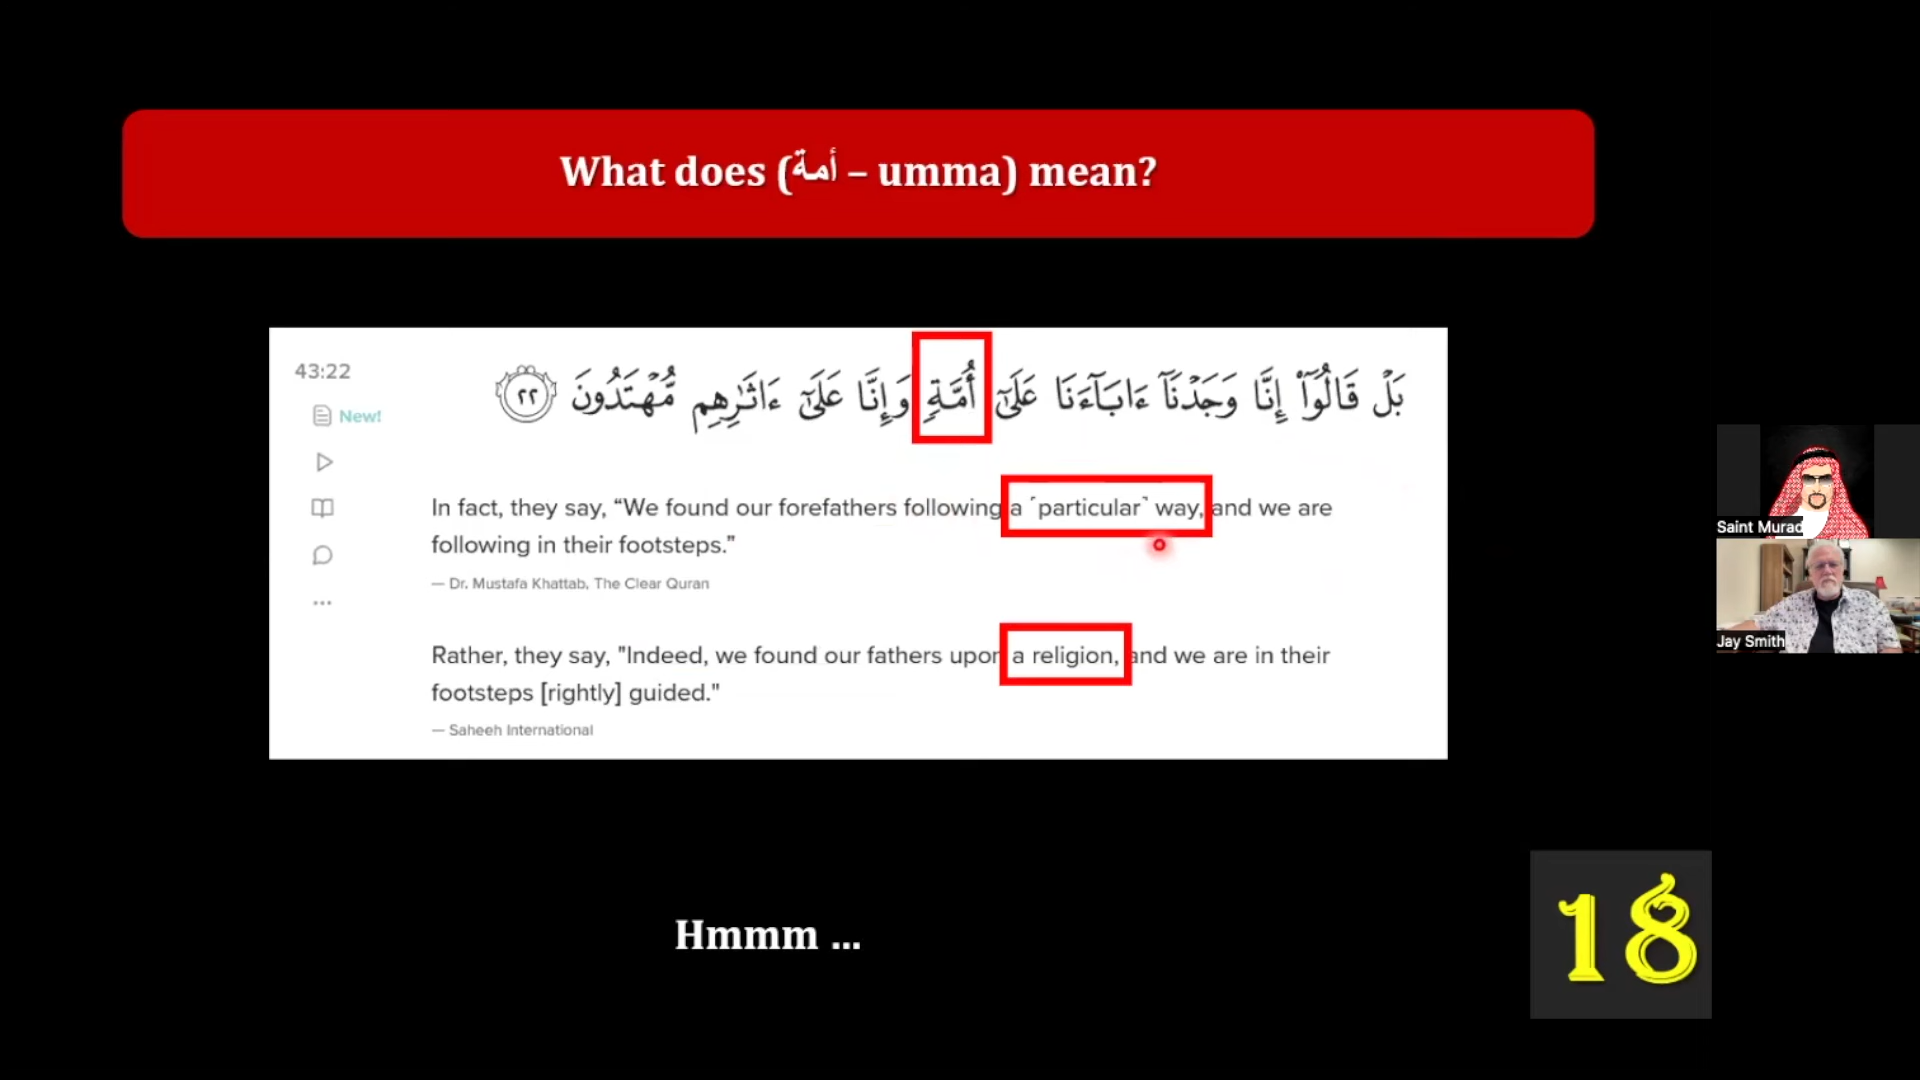 What does (أمة – umma) mean?
43:22
New!
بَلْ قَالُوٓا۟ إِنَّا وَجَدْنَآ ءَابَآءَنَا عَلَىٰٓ أُمَّةٍ وَإِنَّا عَلَىٰٓ ءَاثَـٰرِهِم مُّهْتَدُونَ ٢٢
In fact, they say, “We found our forefathers following a ˊparticularˋ way, and we are
following in their footsteps.”
— Dr. Mustafa Khattab, The Clear Quran
Rather, they say, "Indeed, we found our fathers upon a religion, and we are in their
footsteps [rightly] guided."
— Saheeh International
Saint Murad
Jay Smith
Hmmm ...
18